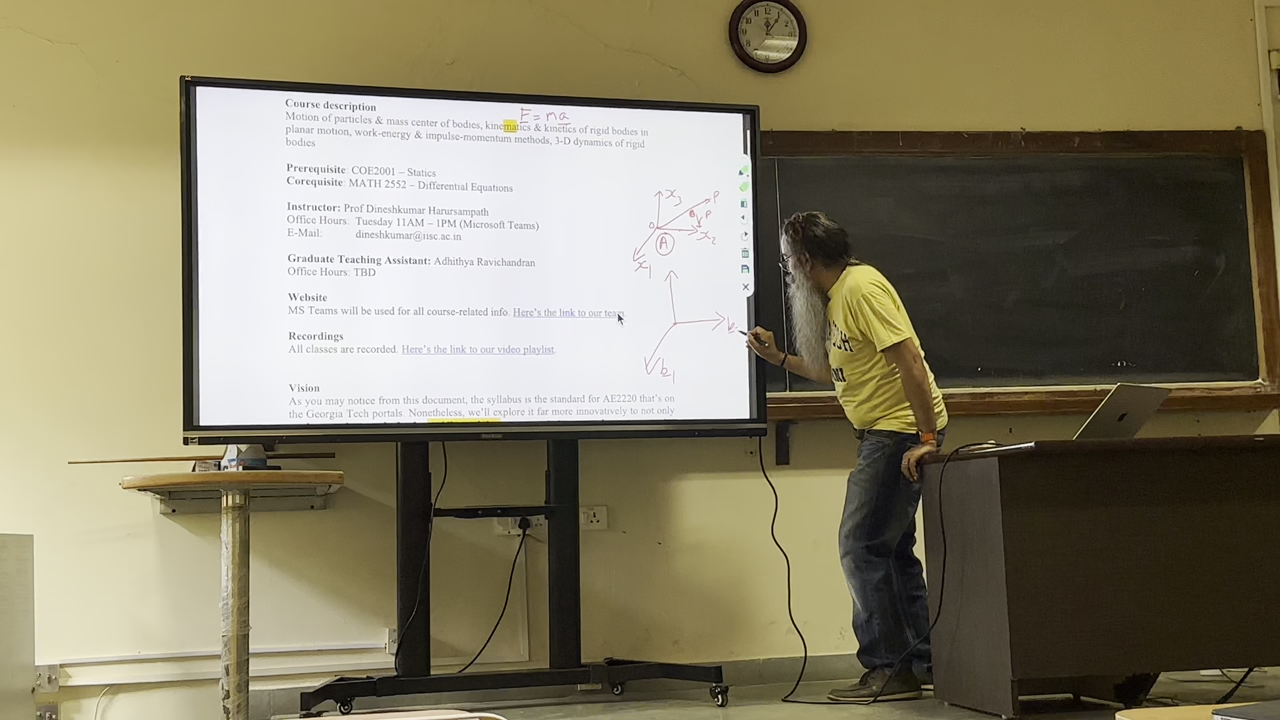 Course description
F = ma
Motion of particles & mass center of bodies, kinematics & kinetics of rigid bodies in
planar motion, work-energy & impulse-momentum methods, 3-D dynamics of rigid
bodies
Prerequisite: COE2001 – Statics
Corequisite: MATH 2552 – Differential Equations
Instructor: Prof Dineshkumar Harursampath
Office Hours: Tuesday 11AM – 1PM (Microsoft Teams)
E-Mail: dineshkumar@iisc.ac.in
Graduate Teaching Assistant: Adhithya Ravichandran
Office Hours: TBD
Website
MS Teams will be used for all course-related info. Here's the link to our team.
Recordings
All classes are recorded. Here's the link to our video playlist.
Vision
As you may notice from this document, the syllabus is the standard for AE2220 that's on
the Georgia Tech portals. Nonetheless, we'll explore it far more innovatively to not only
x3
P
P
O
A
x2
x1
b1